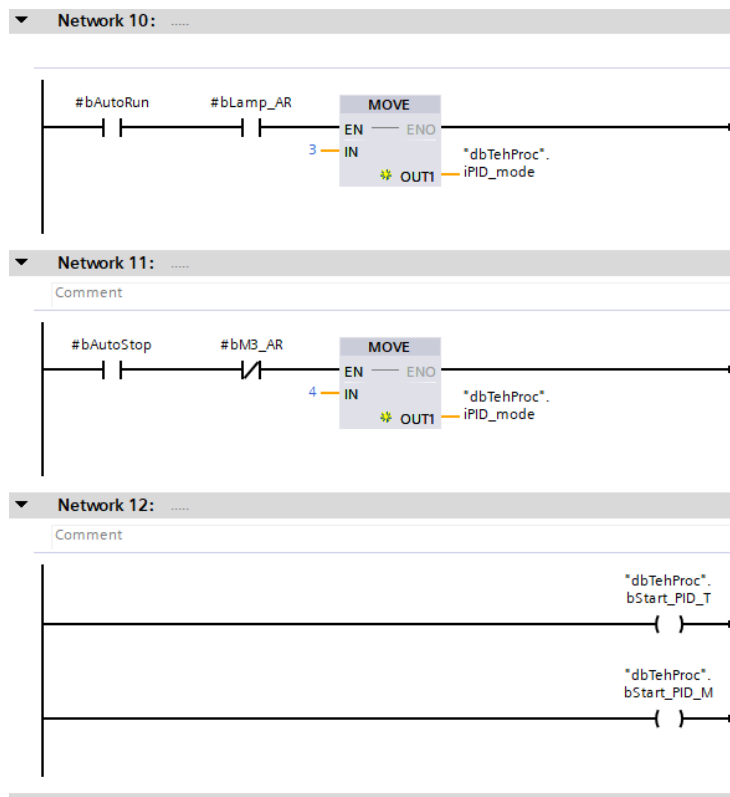 Network 10: .....
#bAutoRun #bLamp_AR MOVE
EN ENO
3 IN
"dbTehProc".
OUT1 iPID_mode
Network 11: .....
Comment
#bAutoStop #bM3_AR MOVE
EN ENO
4 IN
"dbTehProc".
OUT1 iPID_mode
Network 12: .....
Comment
"dbTehProc".
bStart_PID_T
"dbTehProc".
bStart_PID_M